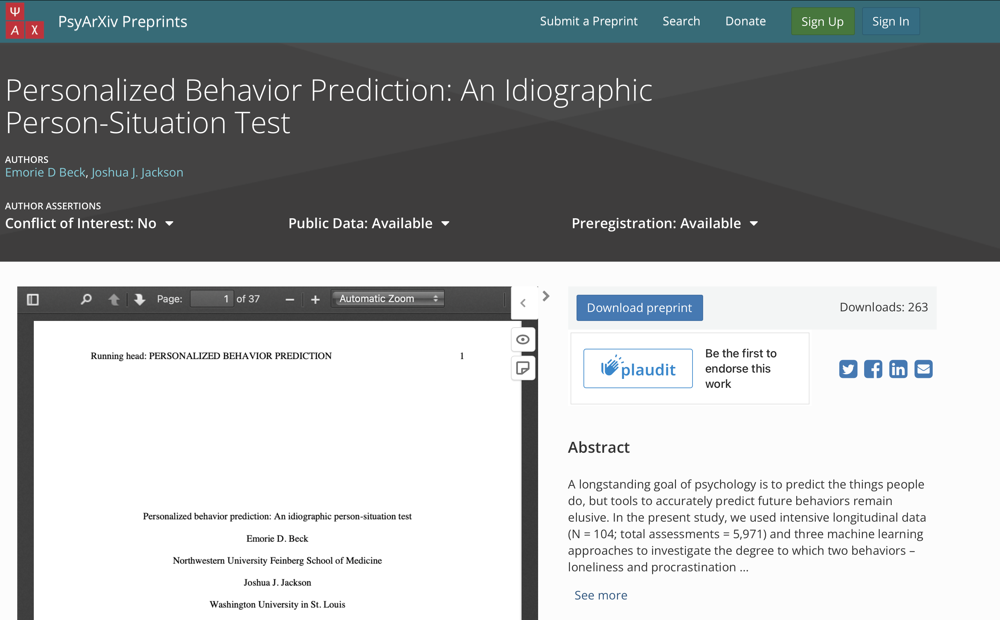 Ψ
A X
PsyArXiv Preprints
Submit a Preprint
Search
Donate
Sign Up
Sign In
Personalized Behavior Prediction: An Idiographic
Person-Situation Test
AUTHORS
Emorie D Beck, Joshua J. Jackson
AUTHOR ASSERTIONS
Conflict of Interest: No
Public Data: Available
Preregistration: Available
Page: 1 of 37
Automatic Zoom
Running head: PERSONALIZED BEHAVIOR PREDICTION 1
Personalized behavior prediction: An idiographic person-situation test
Emorie D. Beck
Northwestern University Feinberg School of Medicine
Joshua J. Jackson
Washington University in St. Louis
Download preprint
Downloads: 263
plaudit
Be the first to
endorse this
work
Abstract
A longstanding goal of psychology is to predict the things people
do, but tools to accurately predict future behaviors remain
elusive. In the present study, we used intensive longitudinal data
(N = 104; total assessments = 5,971) and three machine learning
approaches to investigate the degree to which two behaviors –
loneliness and procrastination ...
See more